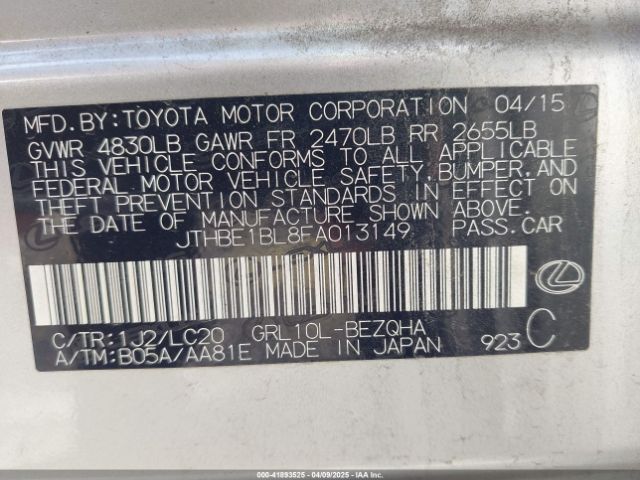 MFD.BY:TOYOTA MOTOR CORPORATION 04/15
GVWR 4830LB GAWR FR 2470LB RR 2655LB
THIS VEHICLE CONFORMS TO ALL APPLICABLE
FEDERAL MOTOR VEHICLE SAFETY,BUMPER,AND
THEFT PREVENTION STANDARDS IN EFFECT ON
THE DATE OF MANUFACTURE SHOWN ABOVE.
JTHBE1BL8FA013149 PASS.CAR
C/TR:1J2/LC20 GRL10L-BEZQHA
A/TM:B05A/AA81E MADE IN JAPAN 923 C
000-41893525 - 04/09/2025 - IAA, Inc.